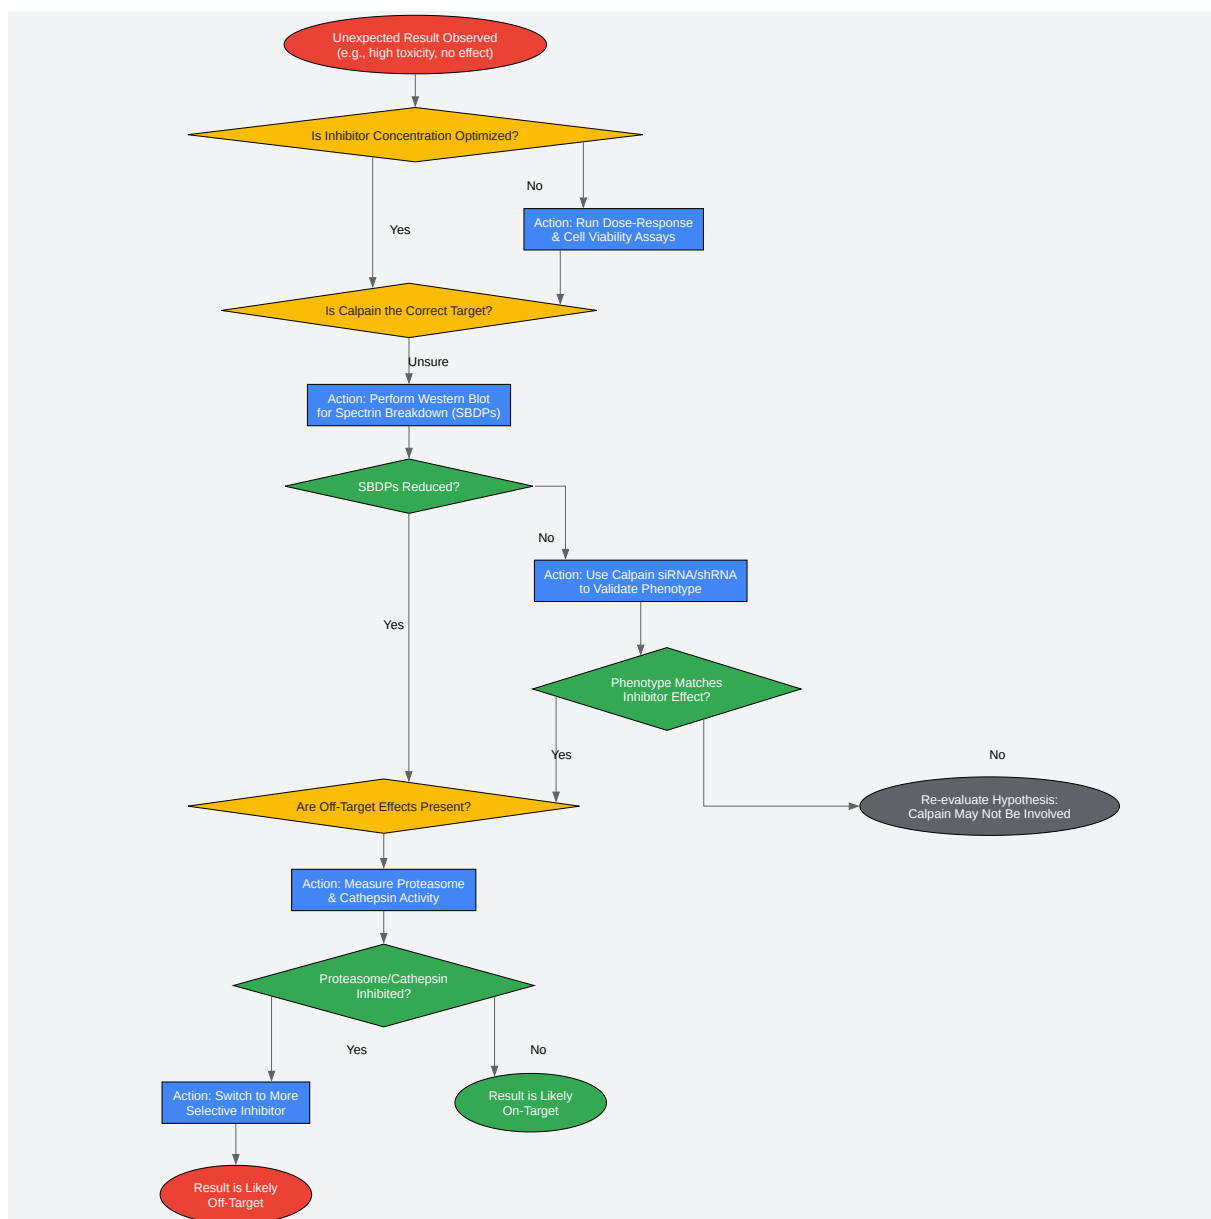 Unexpected Result Observed
(e.g., high toxicity, no effect)
Is Inhibitor Concentration Optimized?
No
Action: Run Dose-Response
& Cell Viability Assays
Yes
Is Calpain the Correct Target?
Unsure
Action: Perform Western Blot
for Spectrin Breakdown (SBDPs)
SBDPs Reduced?
No
Action: Use Calpain siRNA/shRNA
to Validate Phenotype
Yes
Phenotype Matches
Inhibitor Effect?
Yes
No
Are Off-Target Effects Present?
Re-evaluate Hypothesis:
Calpain May Not Be Involved
Action: Measure Proteasome
& Cathepsin Activity
Proteasome/Cathepsin
Inhibited?
Yes
No
Action: Switch to More
Selective Inhibitor
Result is Likely
On-Target
Result is Likely
Off-Target